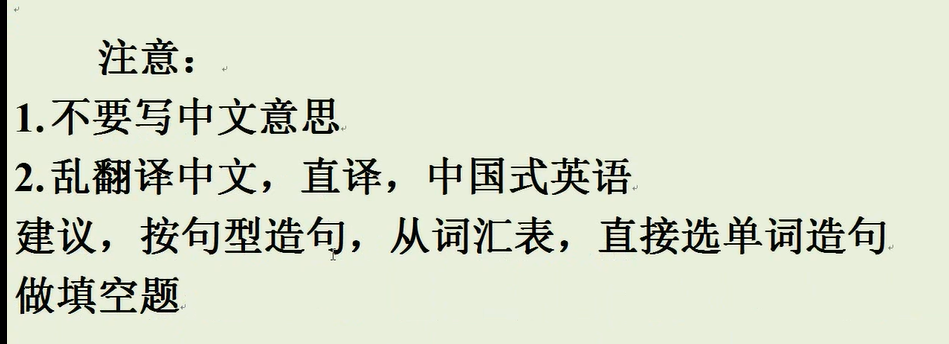 注意：
1.不要写中文意思
2.乱翻译中文，直译，中国式英语
建议，按句型造句，从词汇表，直接选单词造句
做填空题